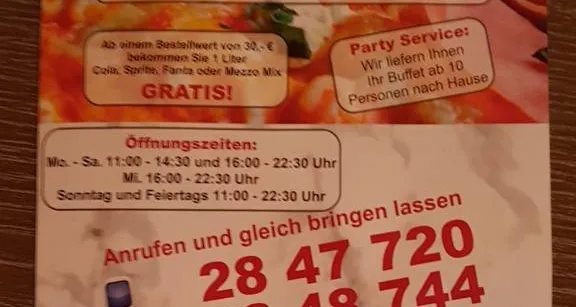 Ab einem Bestellwert von 30,- €
bekommen Sie 1 Liter
Cola, Sprite, Fanta oder Mezzo Mix
GRATIS!
Party Service:
Wir liefern Ihnen
Ihr Buffet ab 10
Personen nach Hause
Öffnungszeiten:
Mo. - Sa. 11:00 - 14:30 und 16:00 - 22:30 Uhr
Mi. 16:00 - 22:30 Uhr
Sonntag und Feiertags 11:00 - 22:30 Uhr
Anrufen und gleich bringen lassen
28 47 720
48 744